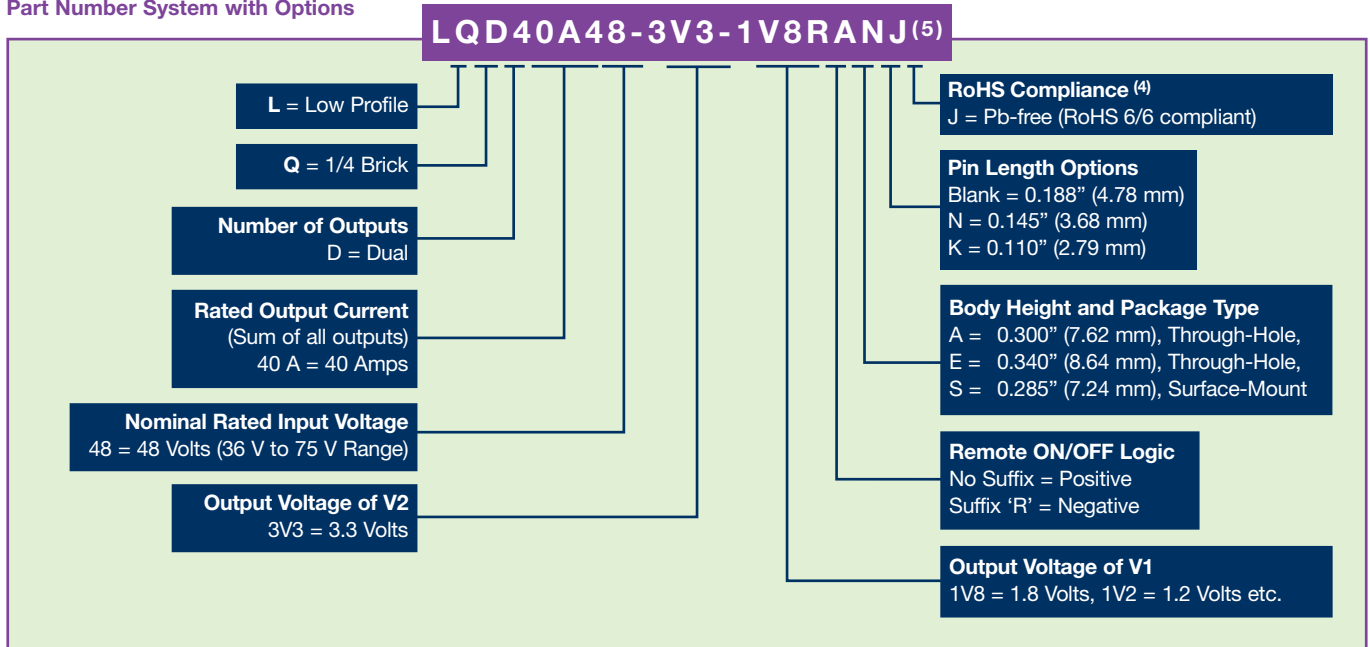 Part Number System with Options
LQD40A48-3V3-1V8RANJ(5)
L = Low Profile
Q = 1/4 Brick
Number of Outputs
D = Dual
Rated Output Current
(Sum of all outputs)
40 A = 40 Amps
Nominal Rated Input Voltage
48 = 48 Volts (36 V to 75 V Range)
Output Voltage of V2
3V3 = 3.3 Volts
RoHS Compliance (4)
J = Pb-free (RoHS 6/6 compliant)
Pin Length Options
Blank = 0.188” (4.78 mm)
N = 0.145” (3.68 mm)
K = 0.110” (2.79 mm)
Body Height and Package Type
A = 0.300” (7.62 mm), Through-Hole,
E = 0.340” (8.64 mm), Through-Hole,
S = 0.285” (7.24 mm), Surface-Mount
Remote ON/OFF Logic
No Suffix = Positive
Suffix ‘R’ = Negative
Output Voltage of V1
1V8 = 1.8 Volts, 1V2 = 1.2 Volts etc.